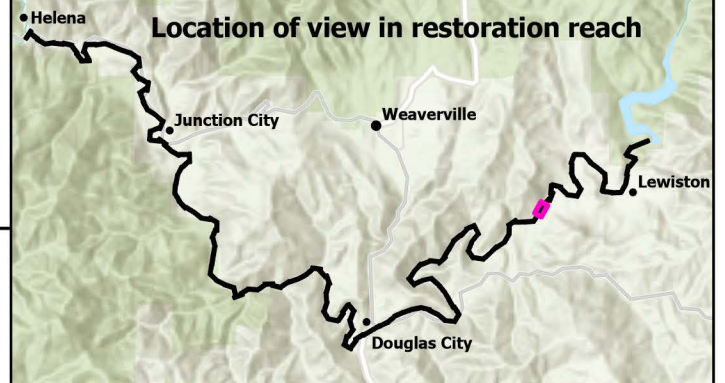 Helena
Location of view in restoration reach
Junction City
Weaverville
Lewiston
Douglas City